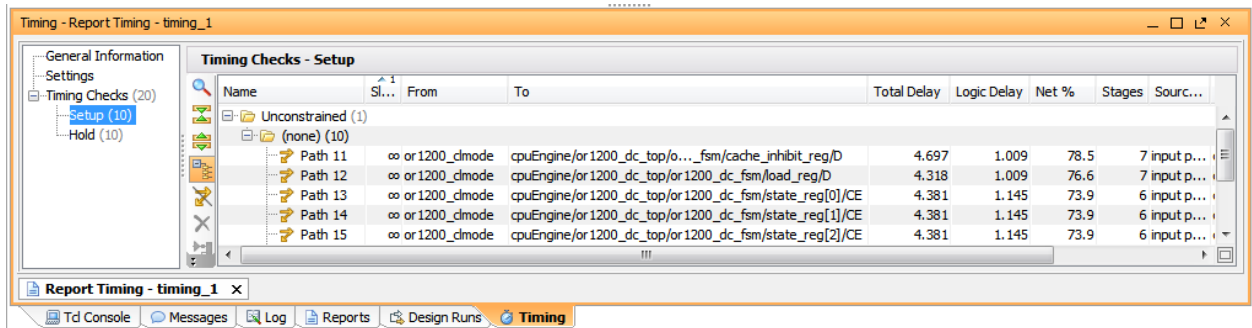 Timing - Report Timing - timing_1
General Information
Settings
Timing Checks (20)
Setup (10)
Hold (10)
Timing Checks - Setup
Name Sl... 1 From To Total Delay Logic Delay Net % Stages Sourc...
Unconstrained (1)
(none) (10)
Path 11 ∞ or1200_clmode cpuEngine/or1200_dc_top/o..._fsm/cache_inhibit_reg/D 4.697 1.009 78.5 7 input p...
Path 12 ∞ or1200_clmode cpuEngine/or1200_dc_top/or1200_dc_fsm/load_reg/D 4.318 1.009 76.6 7 input p...
Path 13 ∞ or1200_clmode cpuEngine/or1200_dc_top/or1200_dc_fsm/state_reg[0]/CE 4.381 1.145 73.9 6 input p...
Path 14 ∞ or1200_clmode cpuEngine/or1200_dc_top/or1200_dc_fsm/state_reg[1]/CE 4.381 1.145 73.9 6 input p...
Path 15 ∞ or1200_clmode cpuEngine/or1200_dc_top/or1200_dc_fsm/state_reg[2]/CE 4.381 1.145 73.9 6 input p...
Report Timing - timing_1
Tcl Console Messages Log Reports Design Runs Timing